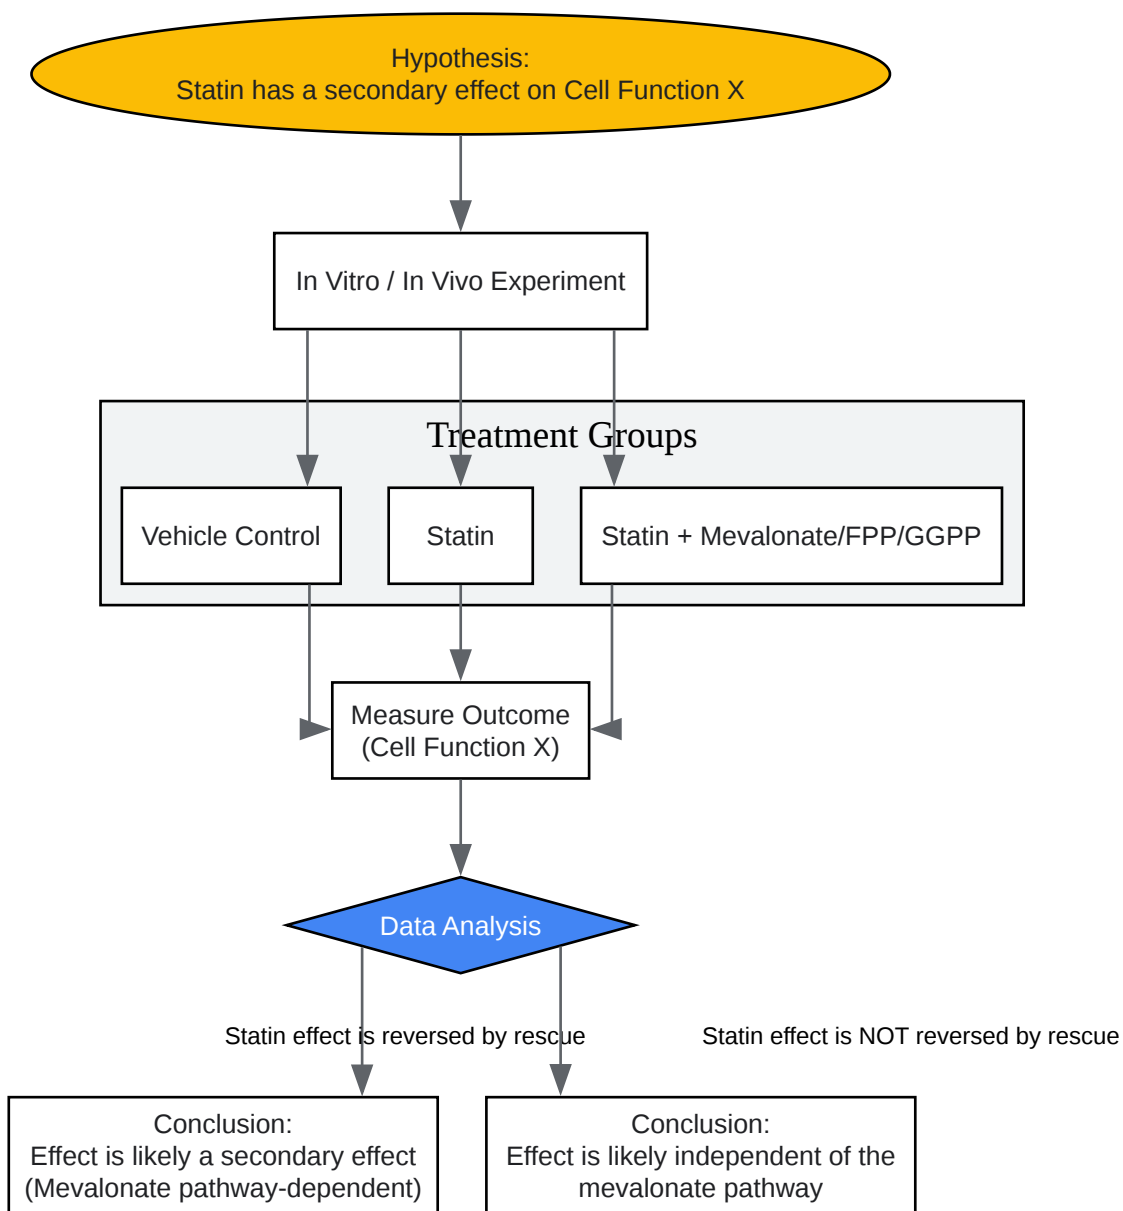 Hypothesis:
Statin has a secondary effect on Cell Function X
In Vitro / In Vivo Experiment
Treatment Groups
Vehicle Control
Statin
Statin + Mevalonate/FPP/GGPP
Measure Outcome
(Cell Function X)
Data Analysis
Statin effect is reversed by rescue
Statin effect is NOT reversed by rescue
Conclusion:
Effect is likely a secondary effect
(Mevalonate pathway-dependent)
Conclusion:
Effect is likely independent of the
mevalonate pathway